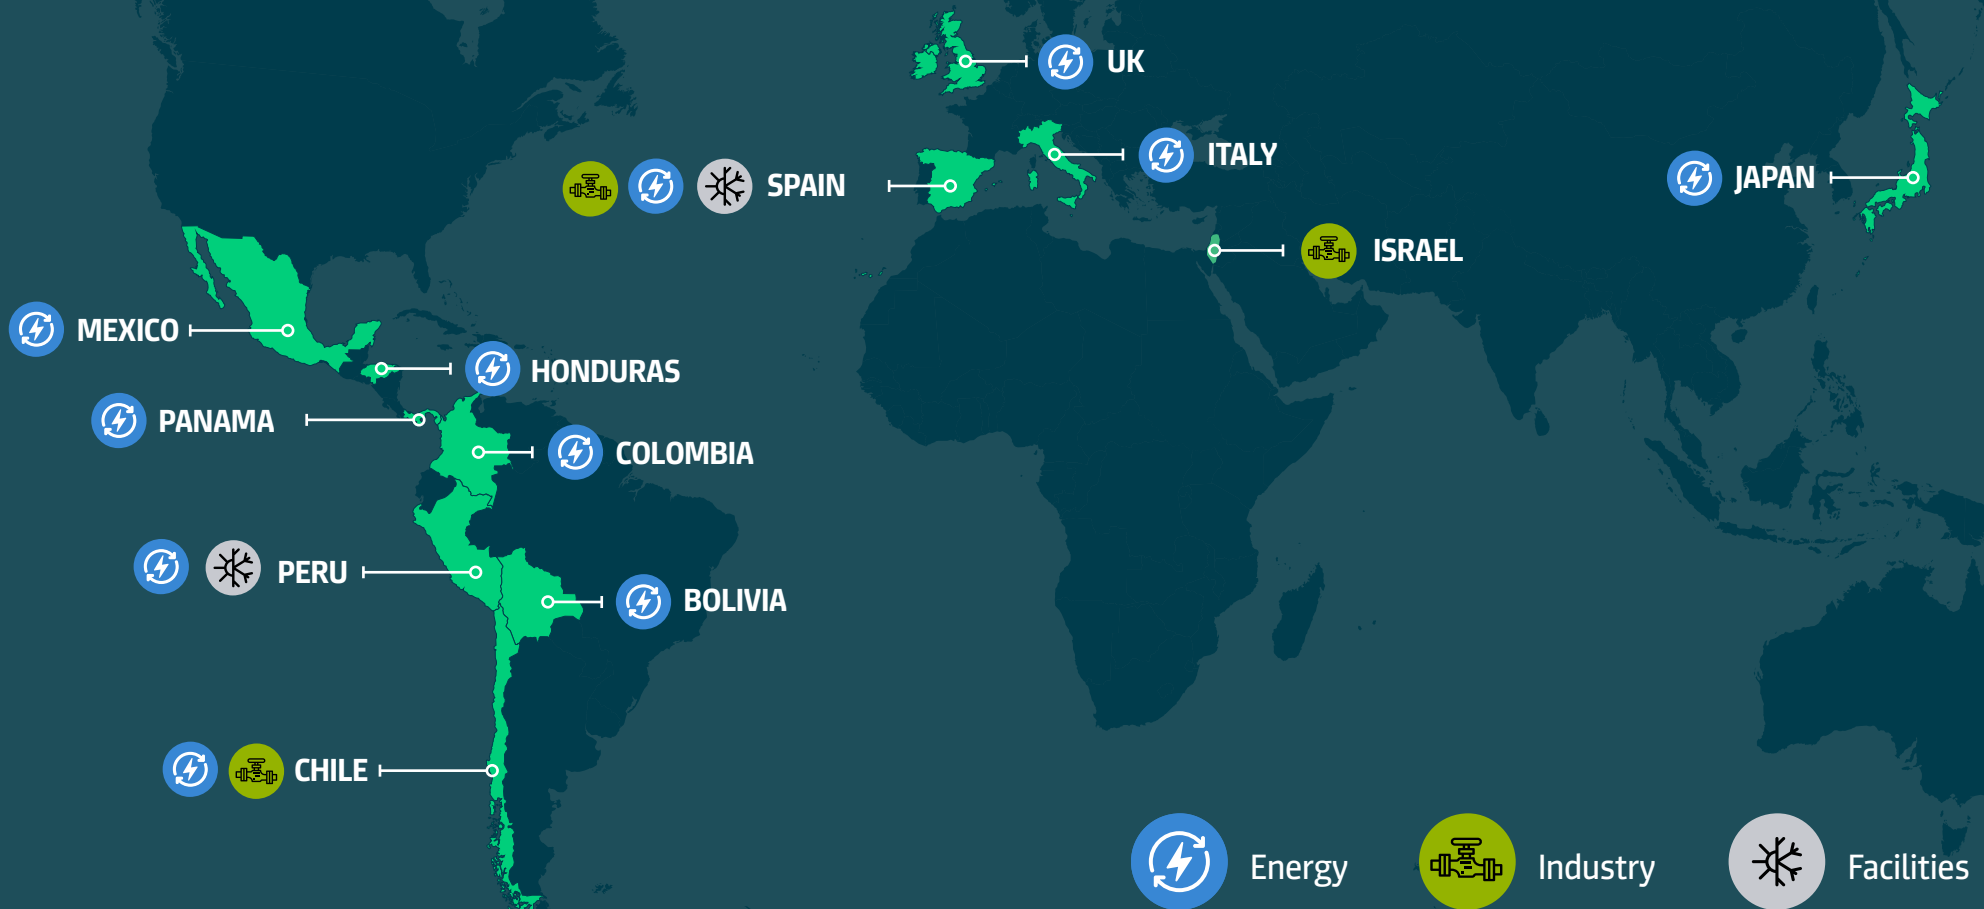 UK
ITALY
SPAIN
JAPAN
ISRAEL
MEXICO
HONDURAS
PANAMA
COLOMBIA
PERU
BOLIVIA
CHILE
Energy
Industry
Facilities